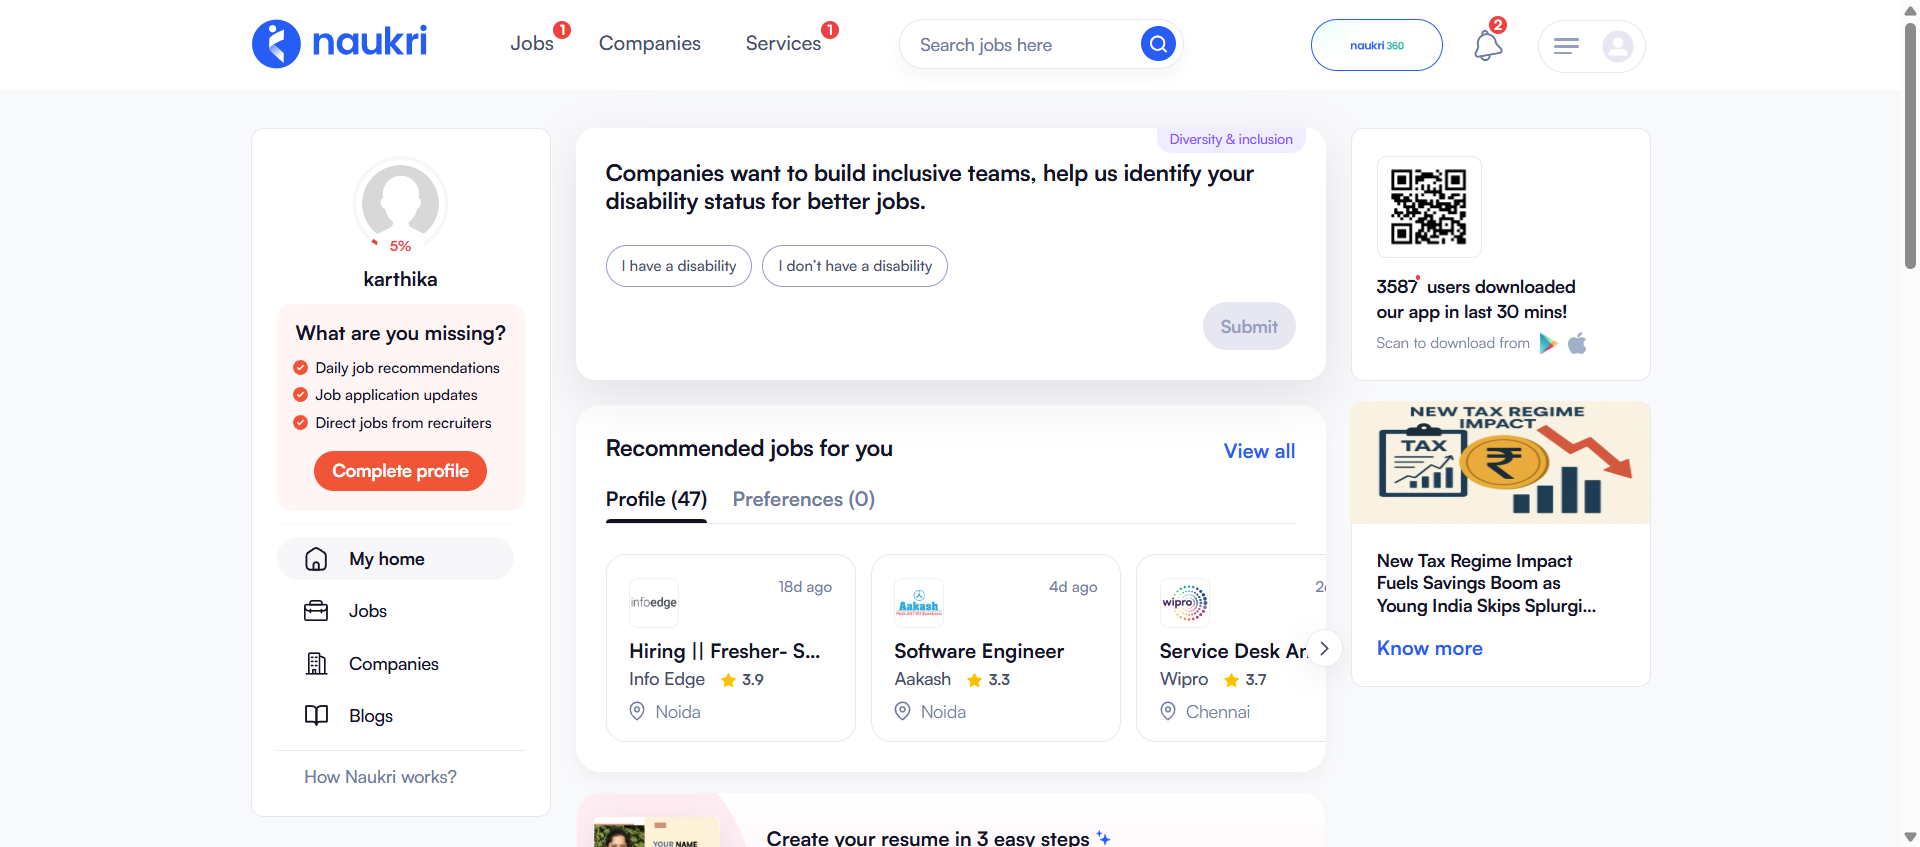 naukri
Jobs
1
Companies
Services
1
Search jobs here
naukri 360
2
5%
karthika
What are you missing?
Daily job recommendations
Job application updates
Direct jobs from recruiters
Complete profile
My home
Jobs
Companies
Blogs
How Naukri works?
Diversity & inclusion
Companies want to build inclusive teams, help us identify your
disability status for better jobs.
I have a disability
I don't have a disability
Submit
Recommended jobs for you
View all
Profile (47)
Preferences (0)
infoedge
18d ago
Hiring || Fresher- S...
Info Edge
3.9
Noida
Aakash
4d ago
Software Engineer
Aakash
3.3
Noida
wipro
Service Desk An
Wipro
3.7
Chennai
Create your resume in 3 easy steps
YOUR NAME
3587 users downloaded
our app in last 30 mins!
Scan to download from
NEW TAX REGIME
IMPACT
TAX
New Tax Regime Impact
Fuels Savings Boom as
Young India Skips Splurgi...
Know more